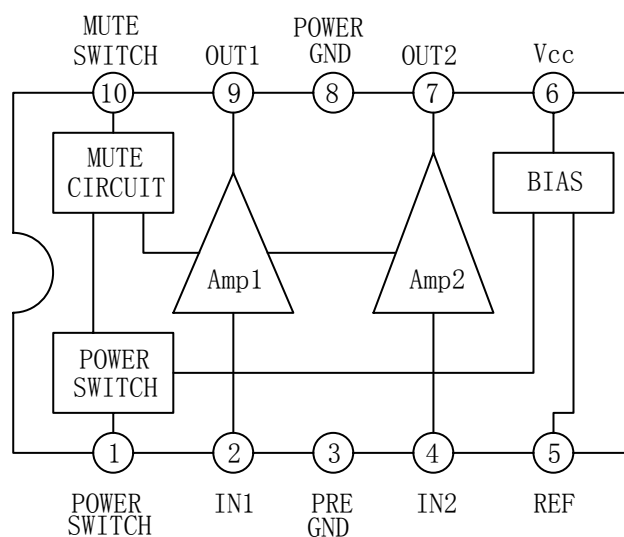 MUTE
SWITCH
OUT1
POWER
GND
OUT2
Vcc
10
9
8
7
6
MUTE
CIRCUIT
BIAS
Amp1
Amp2
POWER
SWITCH
1
2
3
4
5
POWER
SWITCH
IN1
PRE
GND
IN2
REF